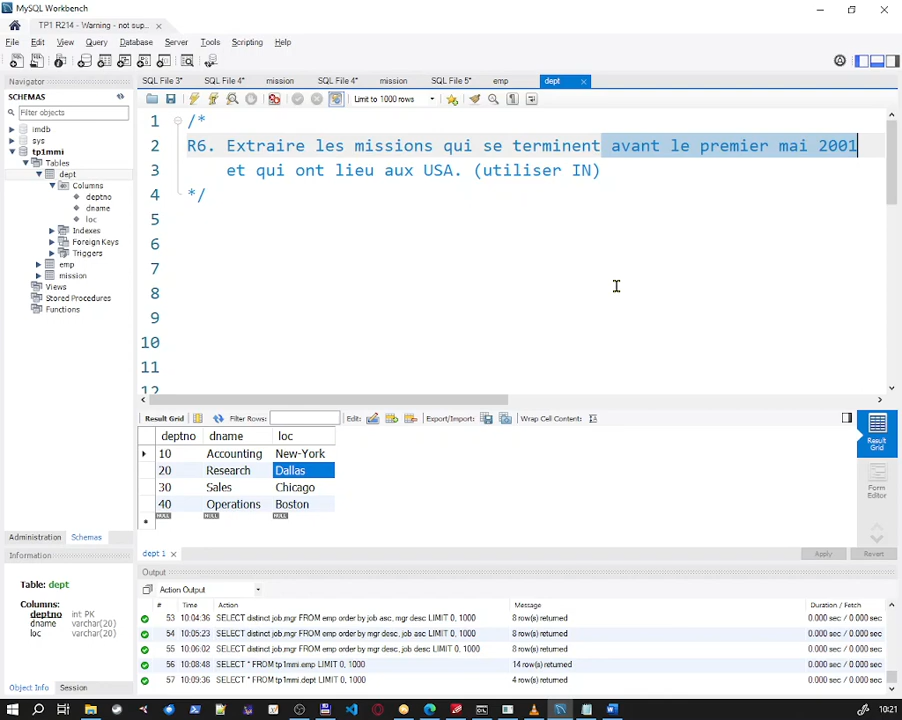 MySQL Workbench
TP1 R214 - Warning - not sup...
File Edit View Query Database Server Tools Scripting Help
Navigator
SCHEMAS
Filter objects
imdb
sys
tp1mmi
Tables
dept
Columns
deptno
dname
loc
Indexes
Foreign Keys
Triggers
emp
mission
Views
Stored Procedures
Functions
Administration Schemas
Information
Table: dept
Columns:
deptno int PK
dname varchar(20)
loc varchar(20)
Object Info Session
SQL File 3* SQL File 4* mission SQL File 4* mission SQL File 5* emp dept
Limit to 1000 rows
1 /*
2 R6. Extraire les missions qui se terminent avant le premier mai 2001
3 et qui ont lieu aux USA. (utiliser IN)
4 */
5
6
7
8
9
10
11
12
Result Grid Filter Rows: Edit: Export/Import: Wrap Cell Content:
deptno dname loc
10 Accounting New-York
20 Research Dallas
30 Sales Chicago
40 Operations Boston
NULL NULL NULL
Result Grid
Form Editor
dept 1 Apply Revert
Output
Action Output
# Time Action Message Duration / Fetch
53 10:04:36 SELECT distinct job,mgr FROM emp order by job asc, mgr desc LIMIT 0, 1000 8 row(s) returned 0.000 sec / 0.000 sec
54 10:05:23 SELECT distinct job,mgr FROM emp order by mgr desc, job asc LIMIT 0, 1000 8 row(s) returned 0.000 sec / 0.000 sec
55 10:06:02 SELECT distinct job,mgr FROM emp order by mgr desc, job desc LIMIT 0, 1000 8 row(s) returned 0.000 sec / 0.000 sec
56 10:08:48 SELECT * FROM tp1mmi.emp LIMIT 0, 1000 14 row(s) returned 0.000 sec / 0.000 sec
57 10:09:36 SELECT * FROM tp1mmi.dept LIMIT 0, 1000 4 row(s) returned 0.000 sec / 0.000 sec
10:21